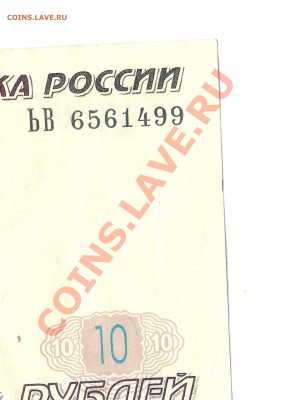 COINS.LAVE.RU
КА РОССИИ
ЬВ 6561499
COINS.LAVE.RU
10 10 10
РУБЛЕЙ